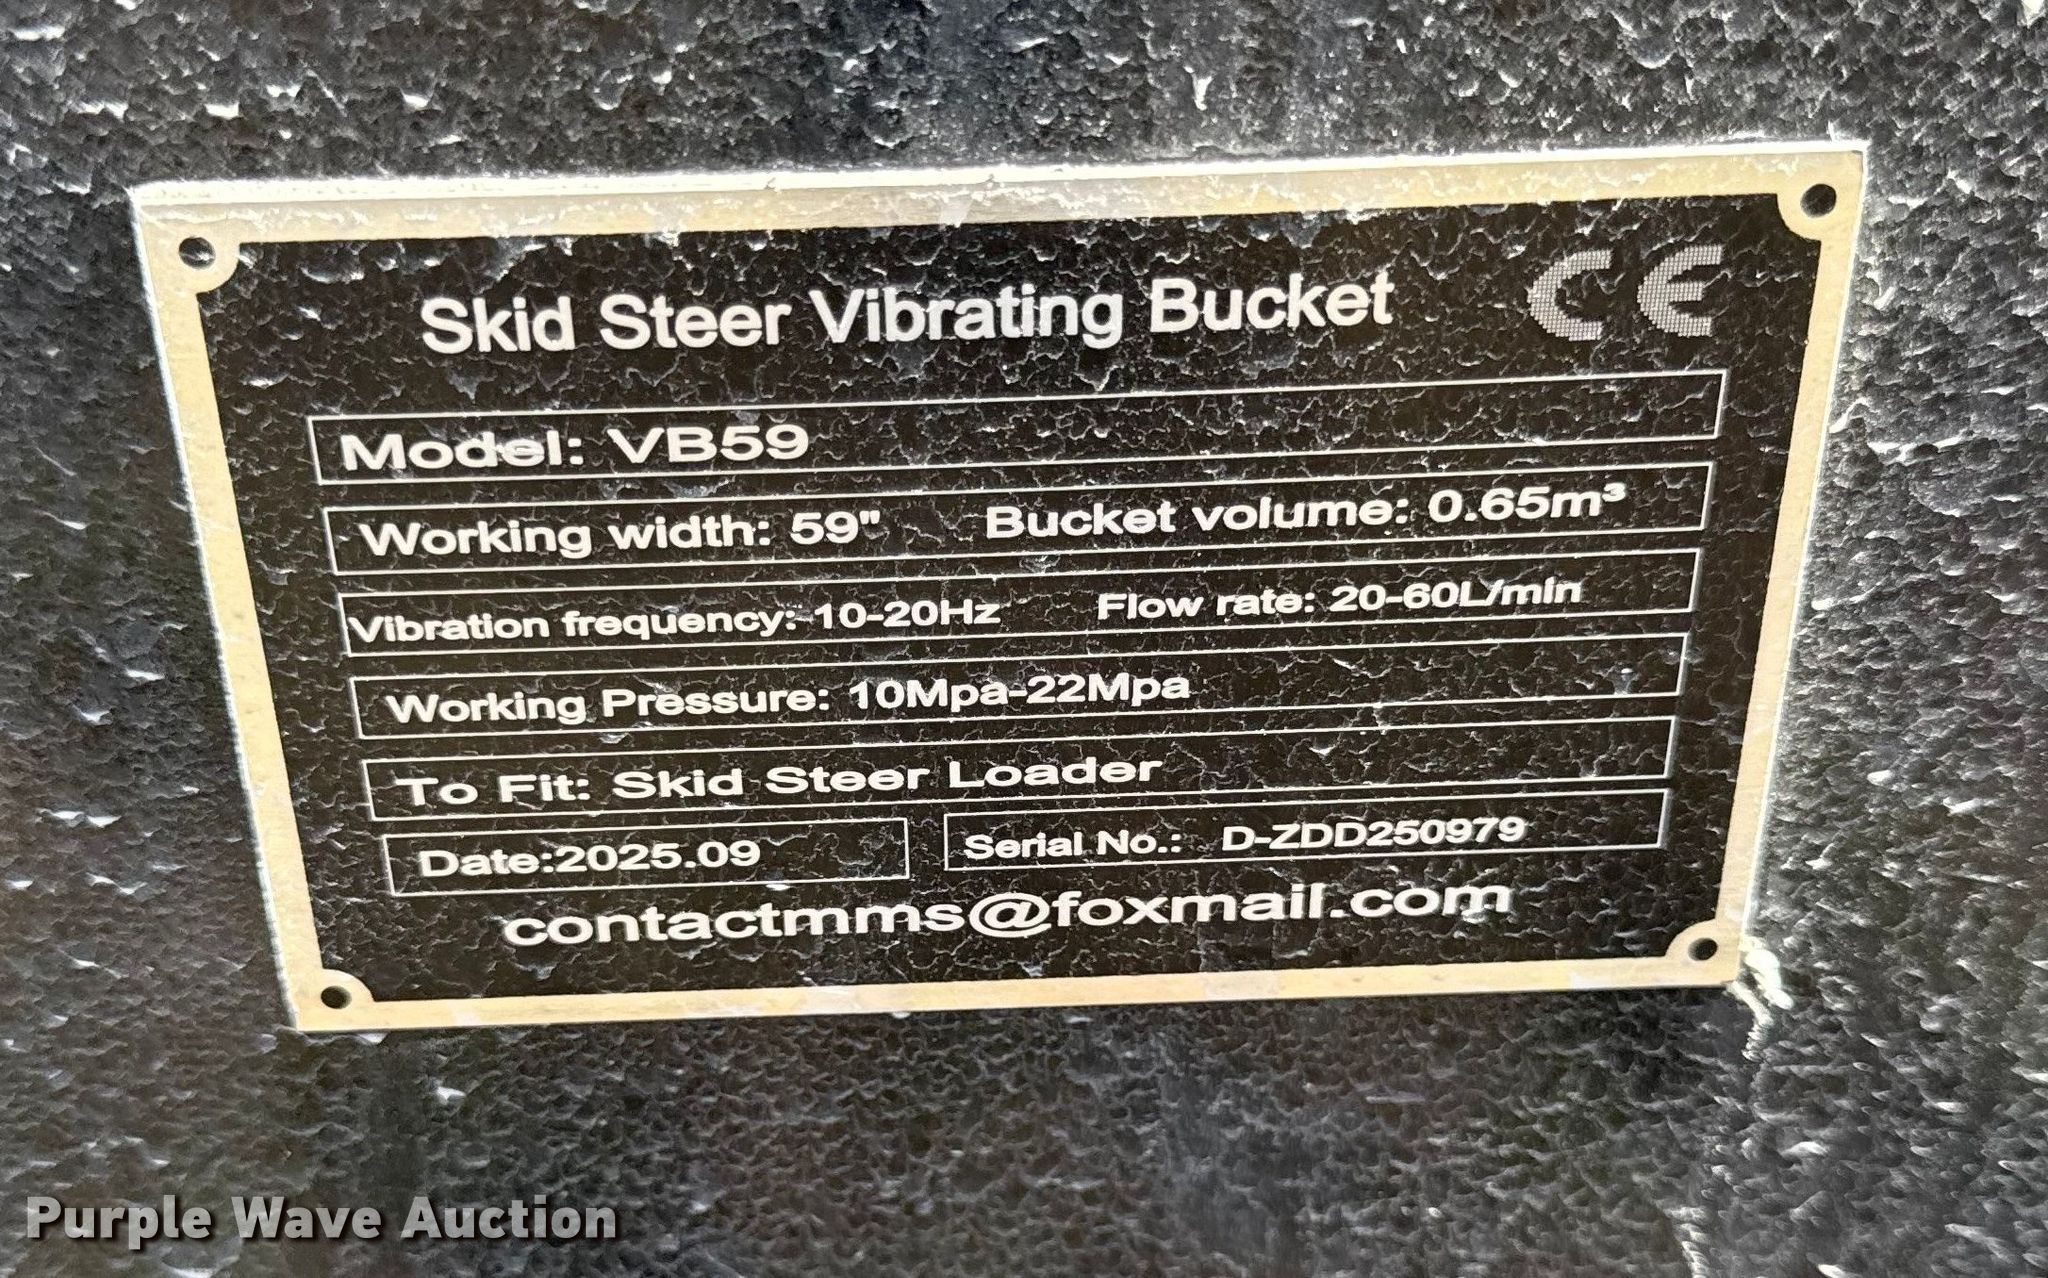 Skid Steer Vibrating Bucket CE
Model: VB59
Working width: 59" Bucket volume: 0.65m³
Vibration frequency: 10-20Hz Flow rate: 20-60L/min
Working Pressure: 10Mpa-22Mpa
To Fit: Skid Steer Loader
Date:2025.09 Serial No.: D-ZDD250979
contactmms@foxmail.com
Purple Wave Auction